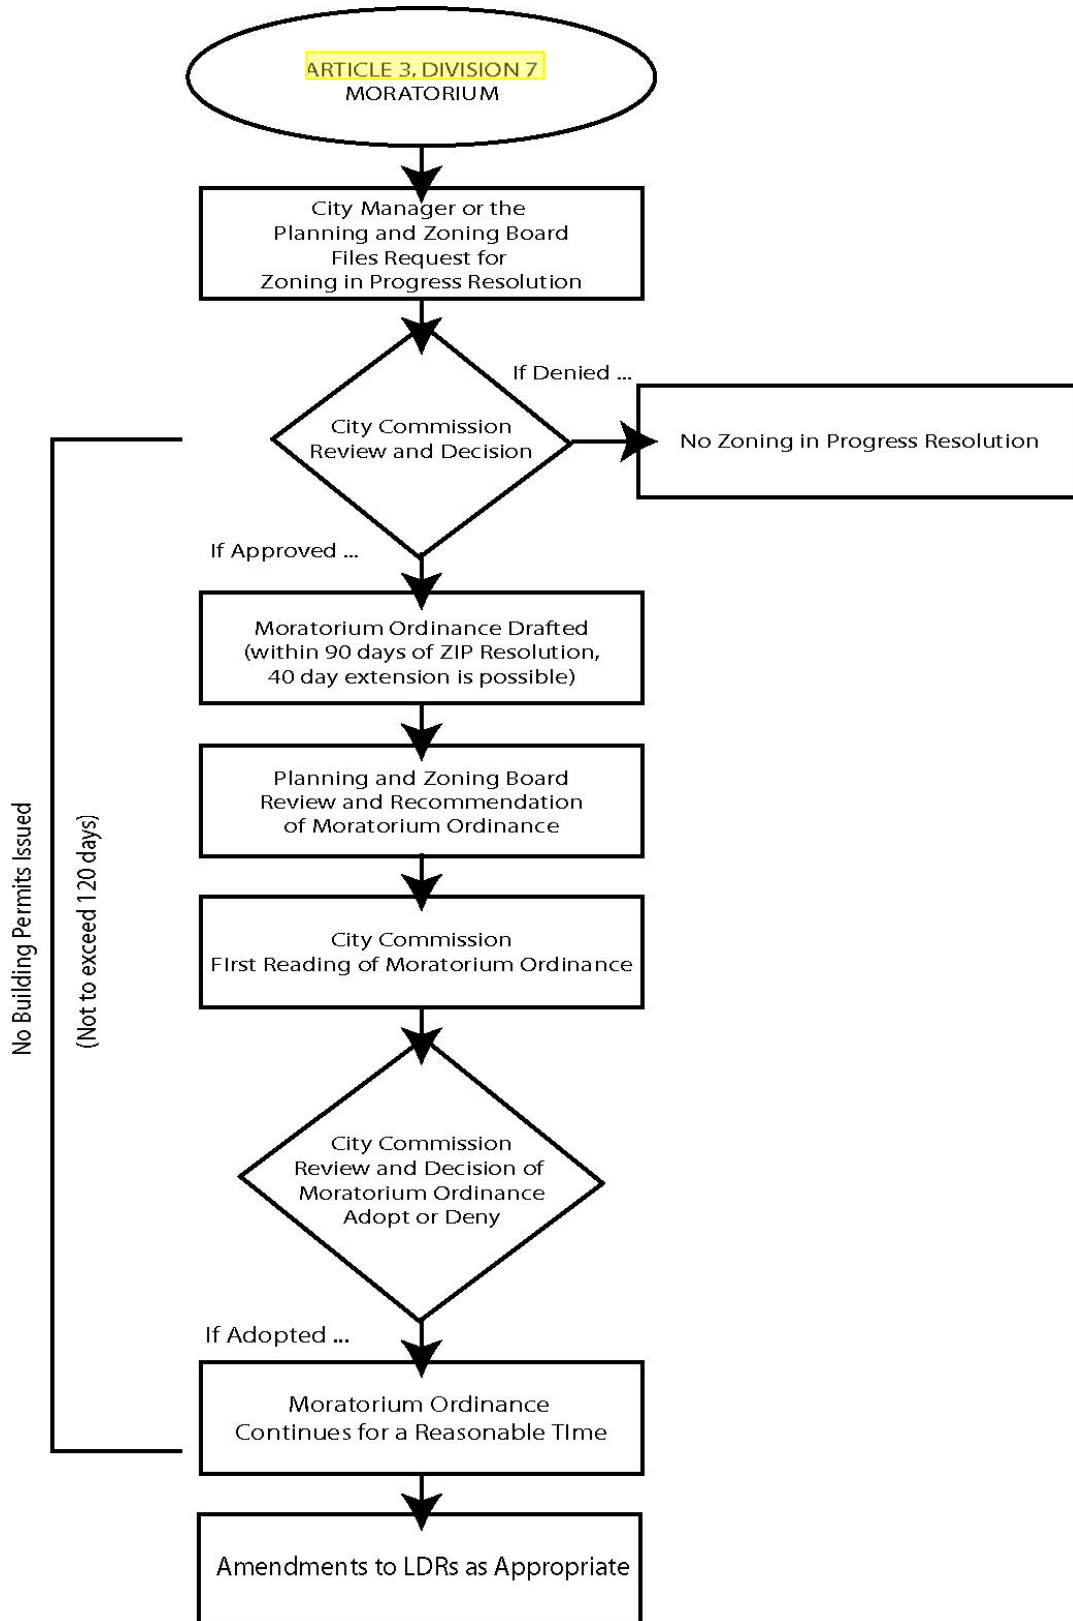 ARTICLE 3, DIVISION 7
MORATORIUM
City Manager or the
Planning and Zoning Board
Files Request for
Zoning in Progress Resolution
If Denied ...
City Commission
Review and Decision
No Zoning in Progress Resolution
If Approved ...
Moratorium Ordinance Drafted
(within 90 days of ZIP Resolution,
40 day extension is possible)
Planning and Zoning Board
Review and Recommendation
of Moratorium Ordinance
No Building Permits Issued
(Not to exceed 120 days)
City Commission
FIrst Reading of Moratorium Ordinance
City Commission
Review and Decision of
Moratorium Ordinance
Adopt or Deny
If Adopted ...
Moratorium Ordinance
Continues for a Reasonable TIme
Amendments to LDRs as Appropriate